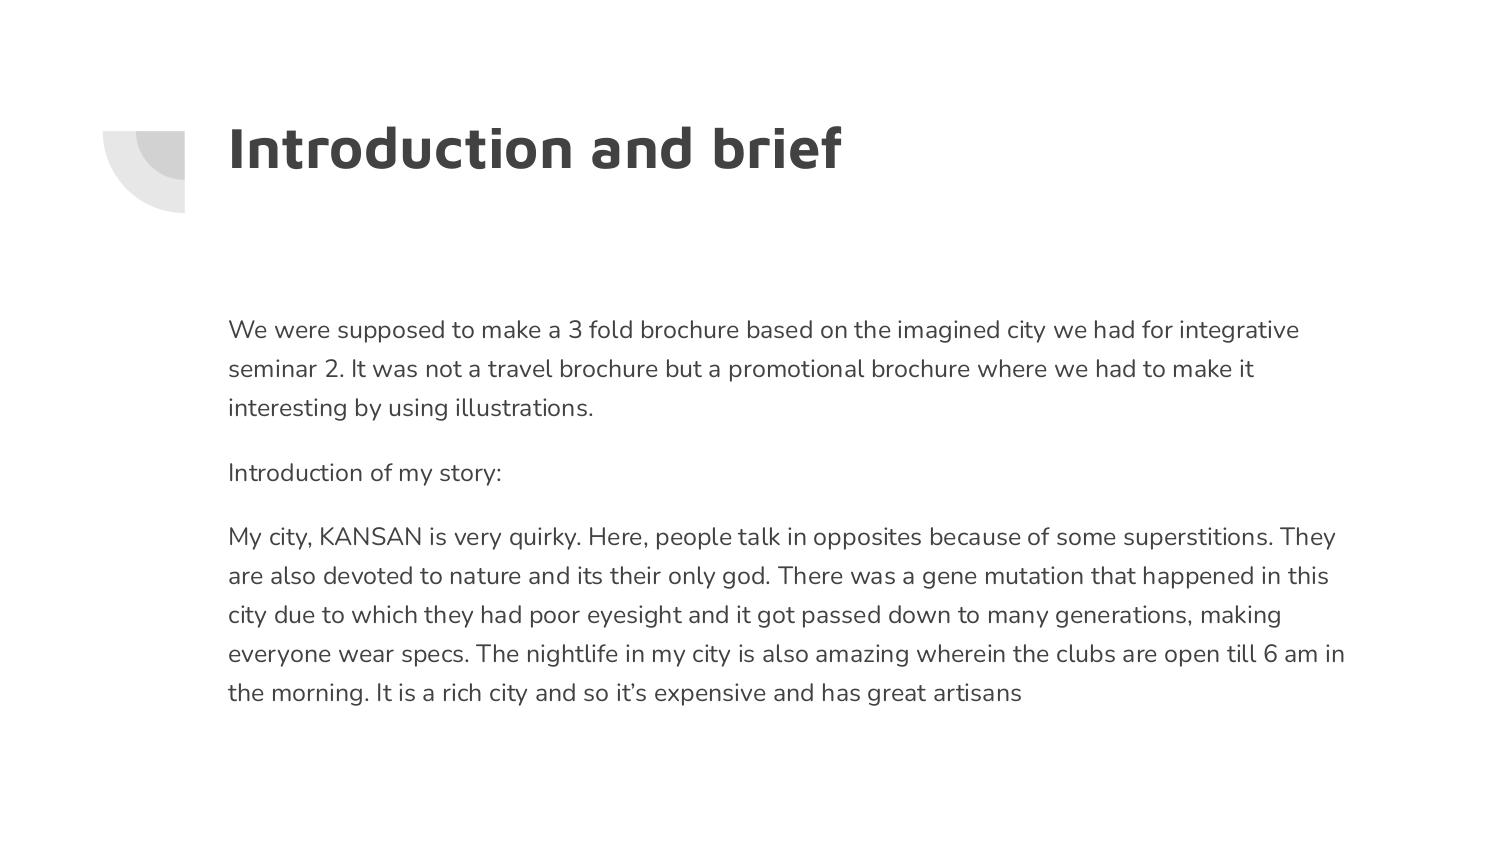 Introduction and brief
We were supposed to make a 3 fold brochure based on the imagined city we had for integrative
seminar 2. It was not a travel brochure but a promotional brochure where we had to make it
interesting by using illustrations.
Introduction of my story:
My city, KANSAN is very quirky. Here, people talk in opposites because of some superstitions. They
are also devoted to nature and its their only god. There was a gene mutation that happened in this
city due to which they had poor eyesight and it got passed down to many generations, making
everyone wear specs. The nightlife in my city is also amazing wherein the clubs are open till 6 am in
the morning. It is a rich city and so it’s expensive and has great artisans